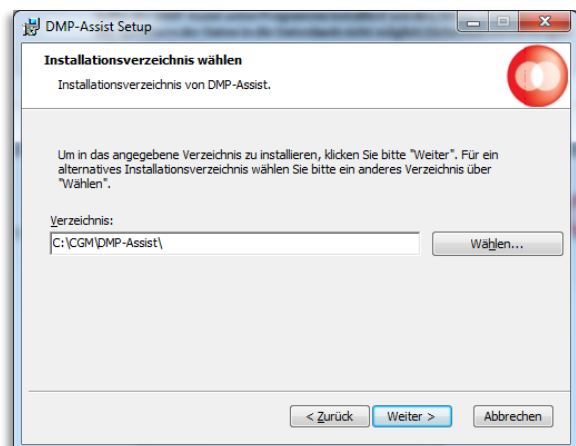 DMP-Assist Setup
Installationsverzeichnis wählen
Installationsverzeichnis von DMP-Assist.
Um in das angegebene Verzeichnis zu installieren, klicken Sie bitte "Weiter". Für ein
alternatives Installationsverzeichnis wählen Sie bitte ein anderes Verzeichnis über
"Wählen".
Verzeichnis:
C:\CGM\DMP-Assist\
Wählen...
< Zurück
Weiter >
Abbrechen